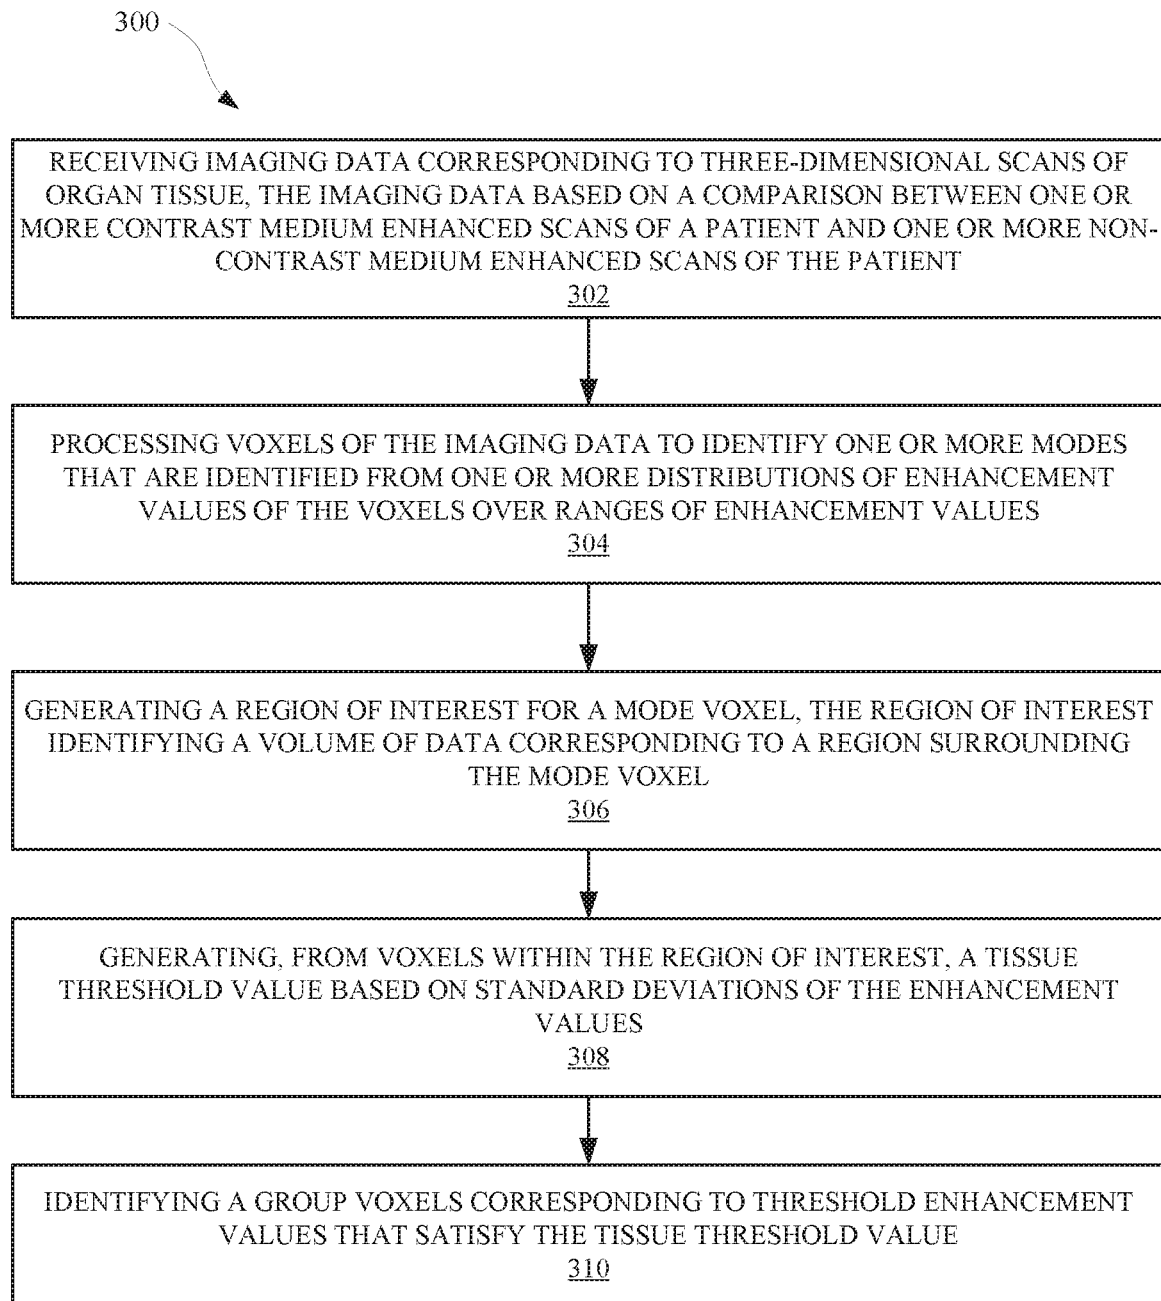 300
RECEIVING IMAGING DATA CORRESPONDING TO THREE-DIMENSIONAL SCANS OF
ORGAN TISSUE, THE IMAGING DATA BASED ON A COMPARISON BETWEEN ONE OR
MORE CONTRAST MEDIUM ENHANCED SCANS OF A PATIENT AND ONE OR MORE NON-
CONTRAST MEDIUM ENHANCED SCANS OF THE PATIENT
302
PROCESSING VOXELS OF THE IMAGING DATA TO IDENTIFY ONE OR MORE MODES
THAT ARE IDENTIFIED FROM ONE OR MORE DISTRIBUTIONS OF ENHANCEMENT
VALUES OF THE VOXELS OVER RANGES OF ENHANCEMENT VALUES
304
GENERATING A REGION OF INTEREST FOR A MODE VOXEL, THE REGION OF INTEREST
IDENTIFYING A VOLUME OF DATA CORRESPONDING TO A REGION SURROUNDING
THE MODE VOXEL
306
GENERATING, FROM VOXELS WITHIN THE REGION OF INTEREST, A TISSUE
THRESHOLD VALUE BASED ON STANDARD DEVIATIONS OF THE ENHANCEMENT
VALUES
308
IDENTIFYING A GROUP VOXELS CORRESPONDING TO THRESHOLD ENHANCEMENT
VALUES THAT SATISFY THE TISSUE THRESHOLD VALUE
310